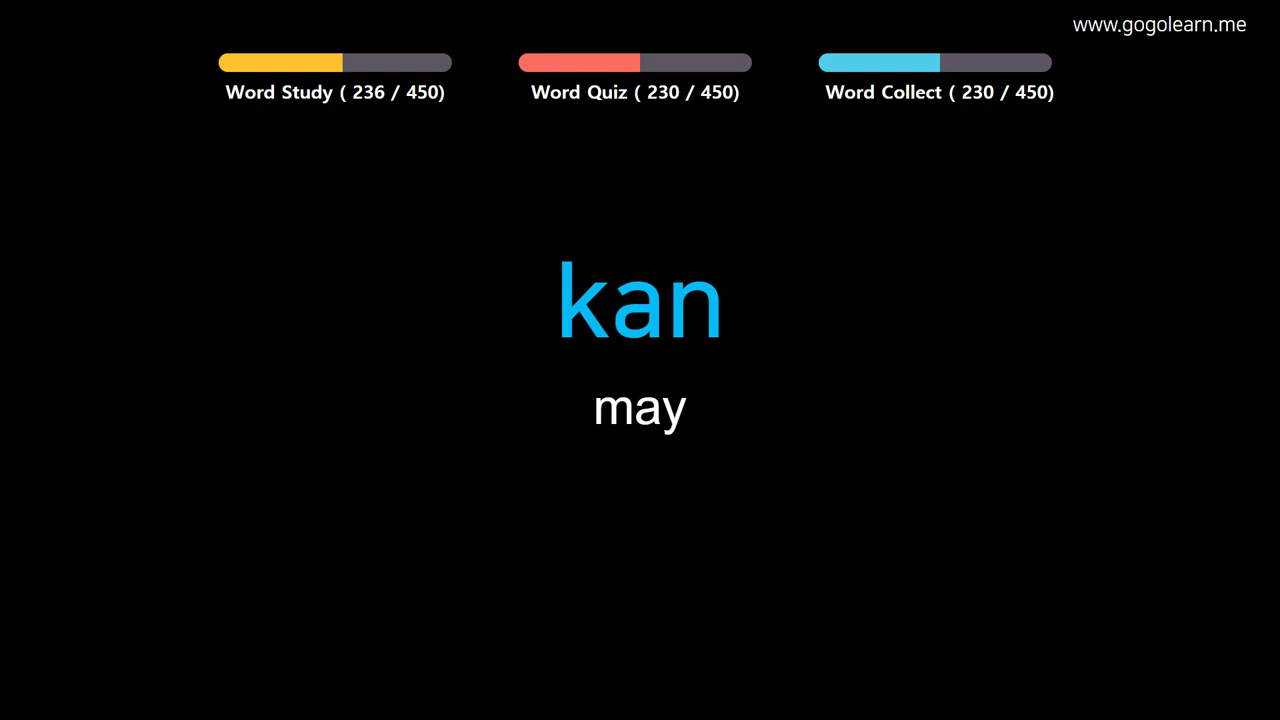 www.gogolearn.me
Word Study ( 236 / 450)
Word Quiz ( 230 / 450)
Word Collect ( 230 / 450)
kan
may